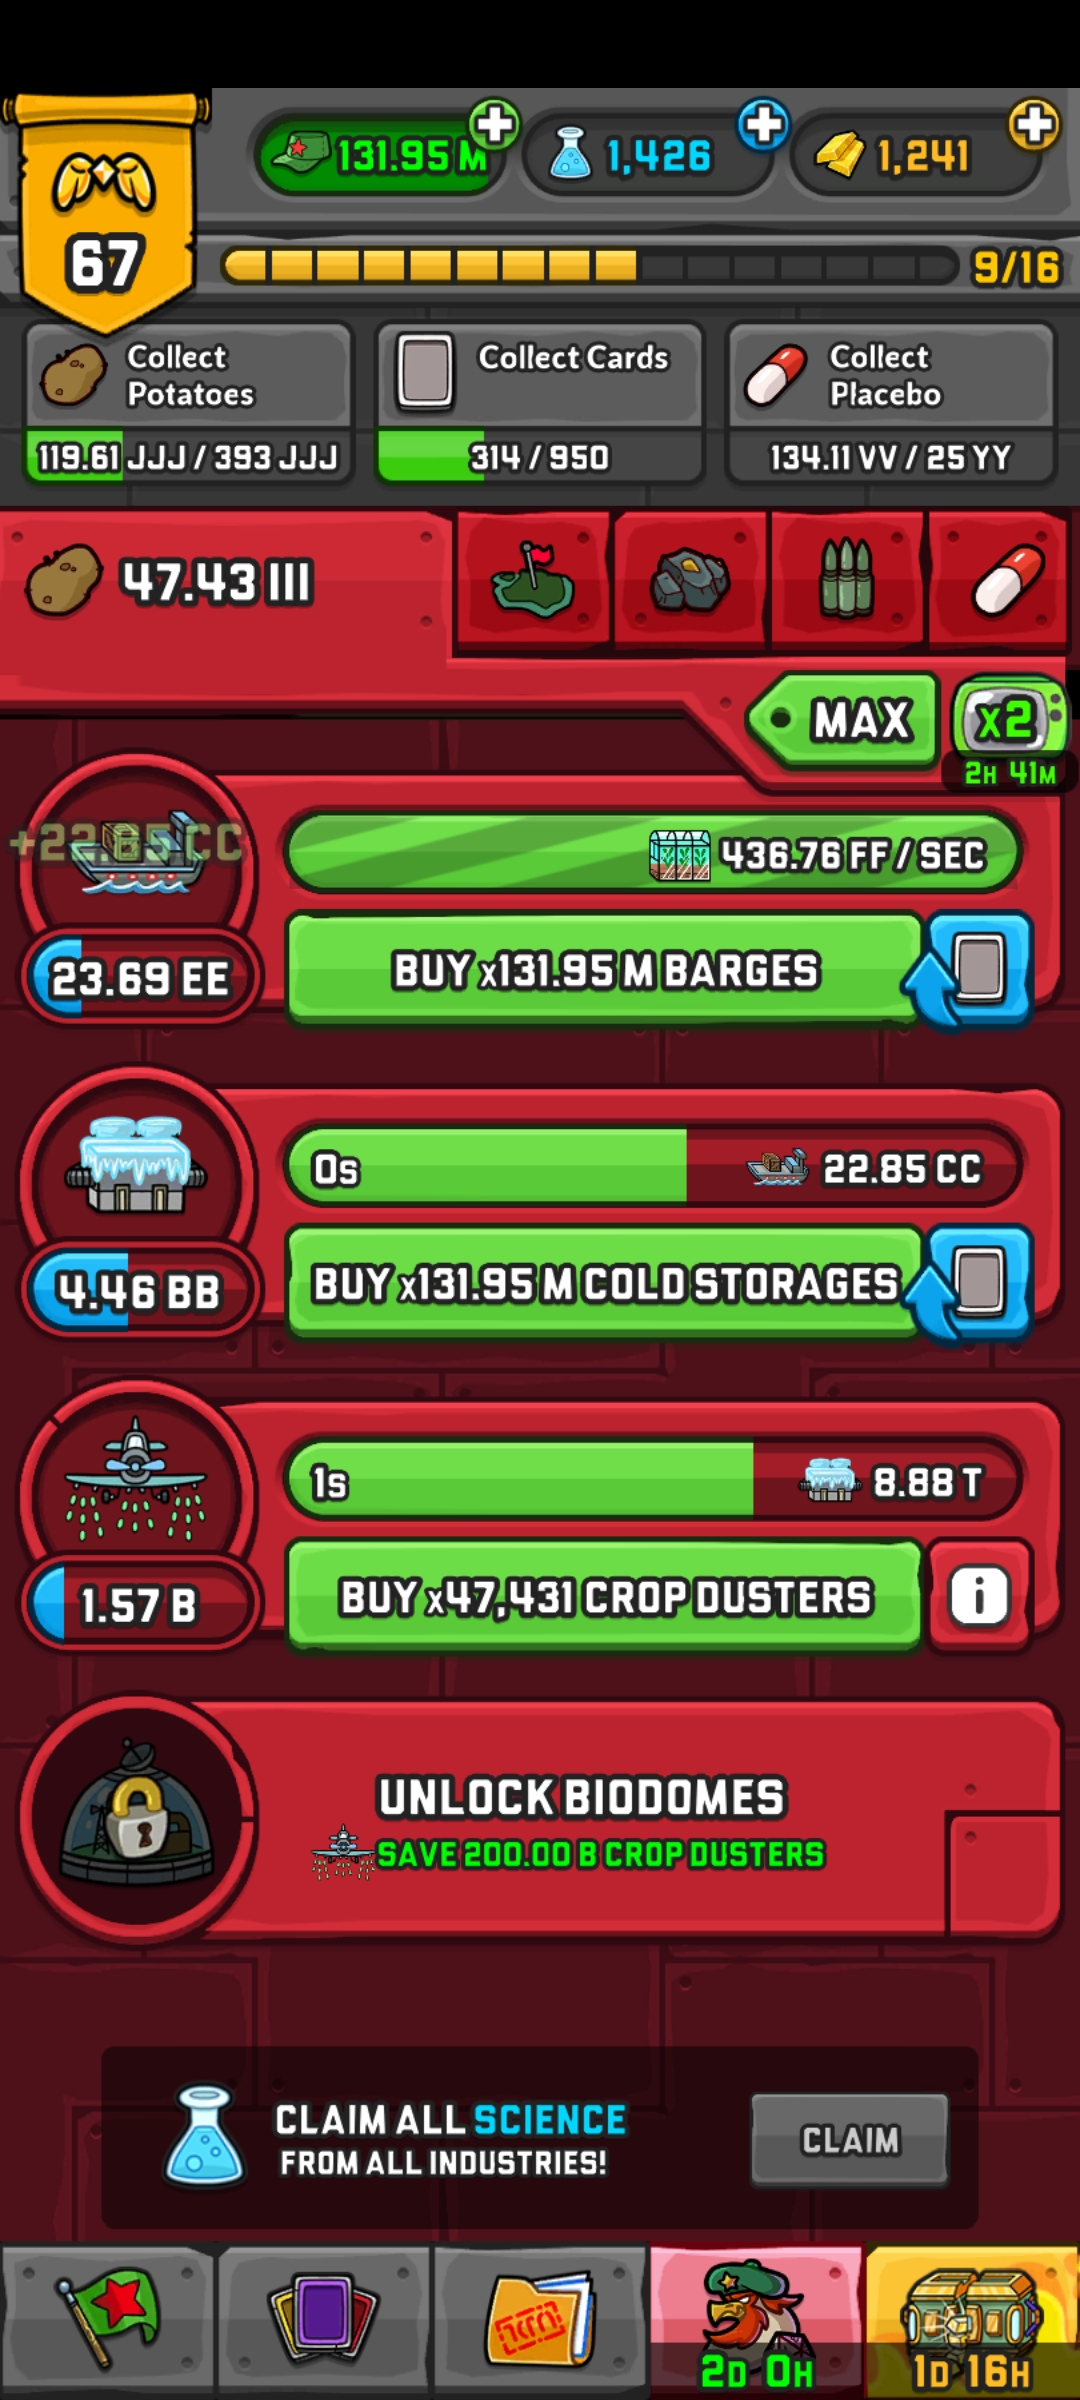 131.95 M
1,426
1,241
67
9/16
Collect
Potatoes
119.61 JJJ / 393 JJJ
Collect Cards
314 / 950
Collect
Placebo
134.11 VV / 25 YY
47.43 III
MAX
x2
2H 41M
+22.85 CC
436.76 FF / SEC
23.69 EE
BUY x131.95 M BARGES
0s
22.85 CC
4.46 BB
BUY x131.95 M COLD STORAGES
1s
8.88 T
1.57 B
BUY x47,431 CROP DUSTERS
i
UNLOCK BIODOMES
SAVE 200.00 B CROP DUSTERS
CLAIM ALL SCIENCE
FROM ALL INDUSTRIES!
CLAIM
2D 0H
1D 16H